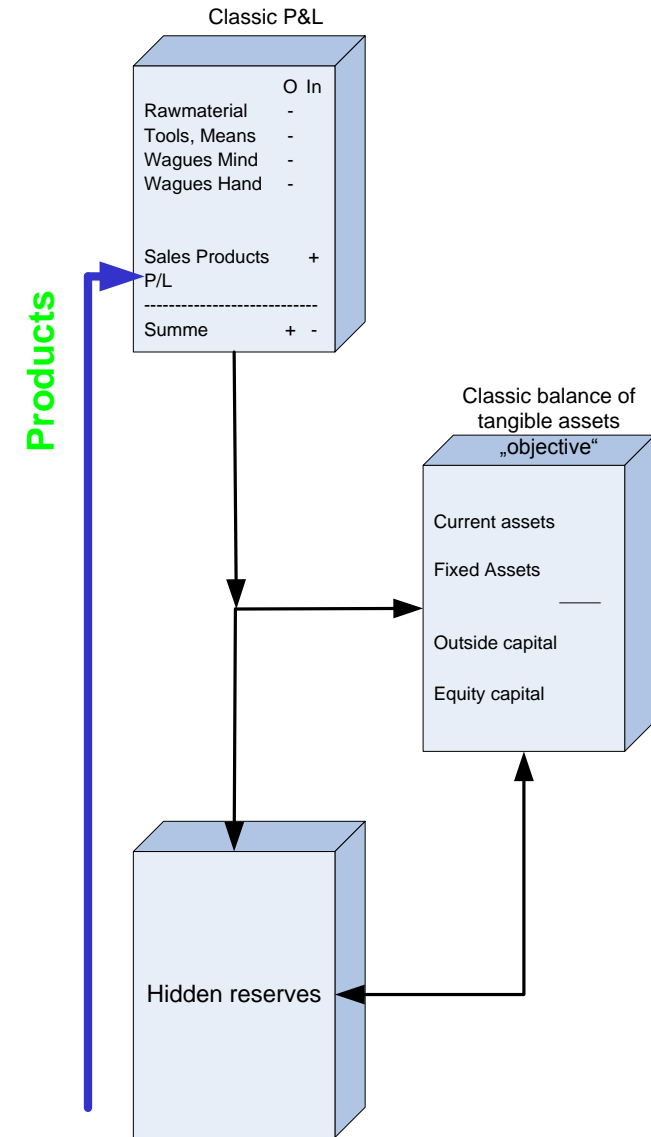 Classic P&L
O In
Rawmaterial -
Tools, Means -
Wagues Mind -
Wagues Hand -
Sales Products +
P/L
----------------------------
Summe + -
Products
Classic balance of
tangible assets
„objective“
Current assets
Fixed Assets
Outside capital
Equity capital
Hidden reserves